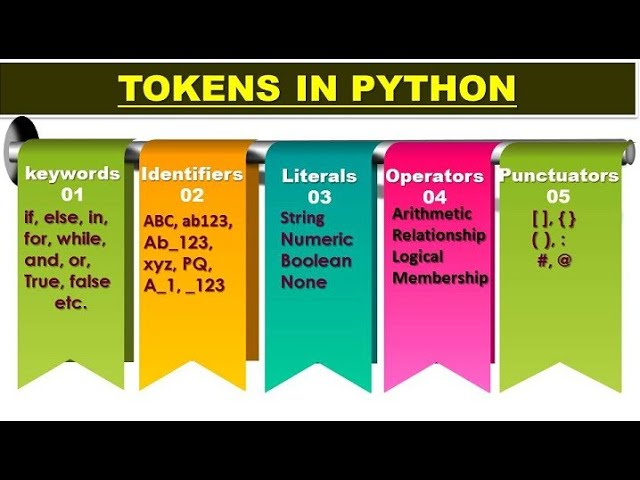 TOKENS IN PYTHON
keywords
01
if, else, in,
for, while,
and, or,
True, false
etc.
Identifiers
02
ABC, ab123,
Ab_123,
xyz, PQ,
A_1, _123
Literals
03
String
Numeric
Boolean
None
Operators
04
Arithmetic
Relationship
Logical
Membership
Punctuators
05
[ ], { }
( ), :
#, @